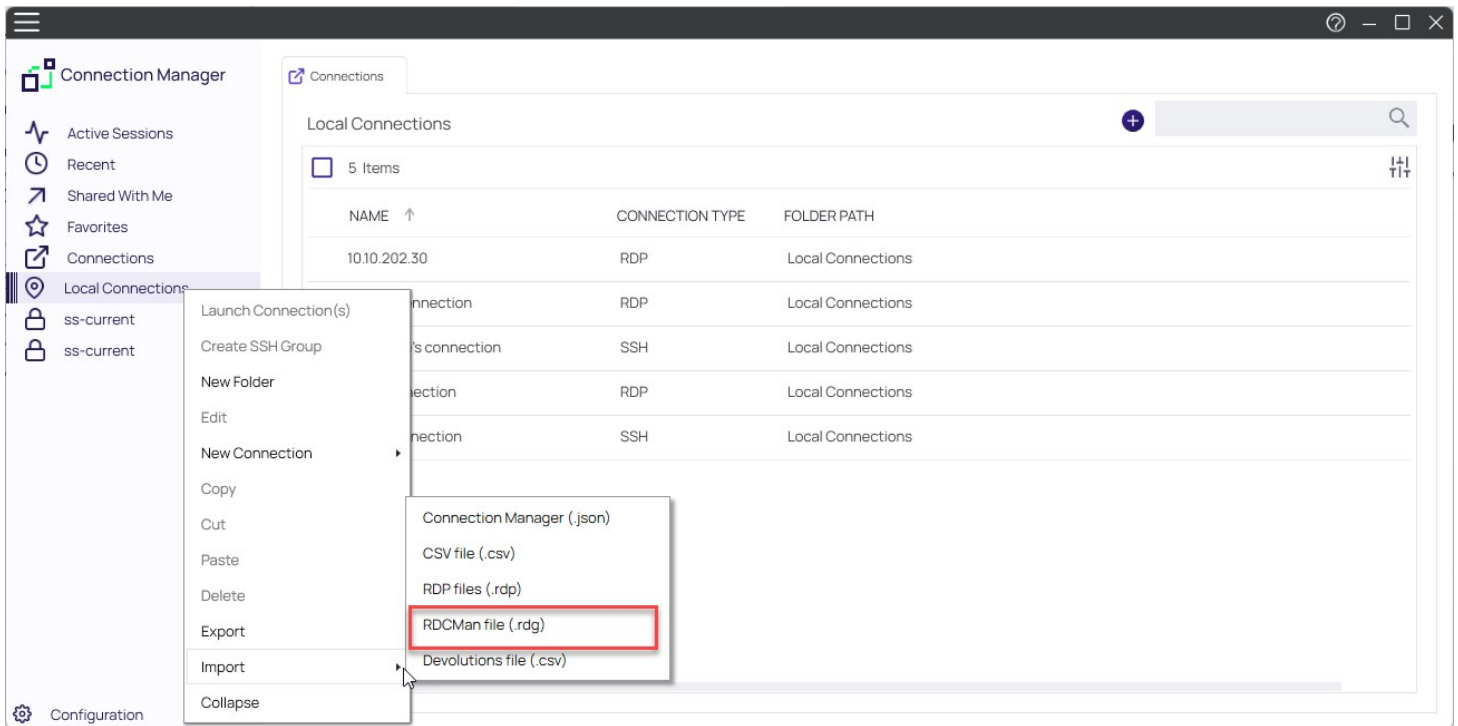 Connection Manager
Active Sessions
Recent
Shared With Me
Favorites
Connections
Local Connections
ss-current
ss-current
Configuration
Connections
Local Connections
5 Items
NAME CONNECTION TYPE FOLDER PATH
10.10.202.30 RDP Local Connections
RDP Local Connections
's connection SSH Local Connections
RDP Local Connections
SSH Local Connections
Launch Connection(s)
Create SSH Group
New Folder
Edit
New Connection
Copy
Cut
Paste
Delete
Export
Import
Collapse
Connection Manager (.json)
CSV file (.csv)
RDP files (.rdp)
RDCMan file (.rdg)
Devolutions file (.csv)